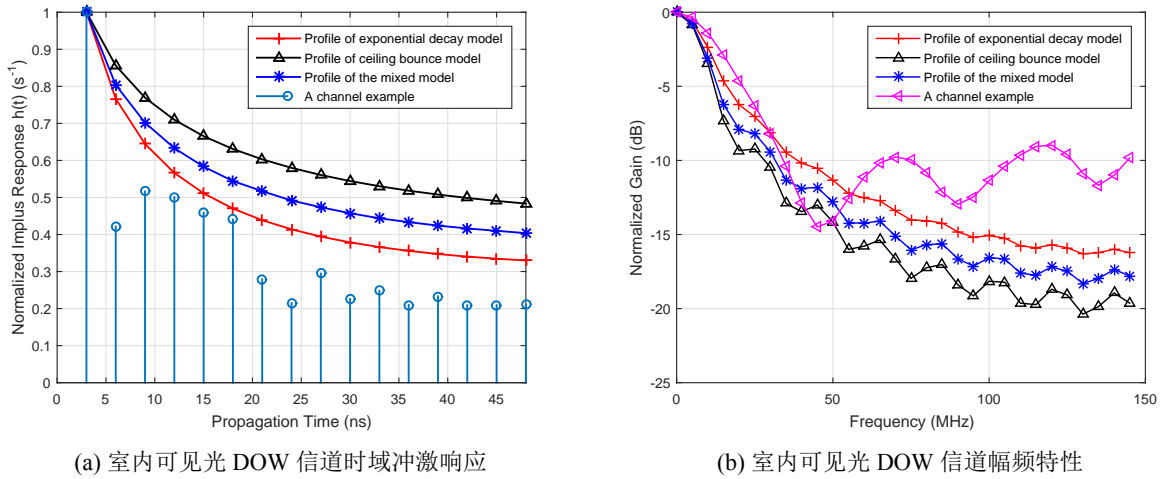 Normalized Implus Response h(t) (s⁻¹)
1
0.9
0.8
0.7
0.6
0.5
0.4
0.3
0.2
0.1
0
Profile of exponential decay model
Profile of ceiling bounce model
Profile of the mixed model
A channel example
0 5 10 15 20 25 30 35 40 45
Propagation Time (ns)
(a) 室内可见光 DOW 信道时域冲激响应
Normalized Gain (dB)
0
-5
-10
-15
-20
-25
Profile of exponential decay model
Profile of ceiling bounce model
Profile of the mixed model
A channel example
0 50 100 150
Frequency (MHz)
(b) 室内可见光 DOW 信道幅频特性